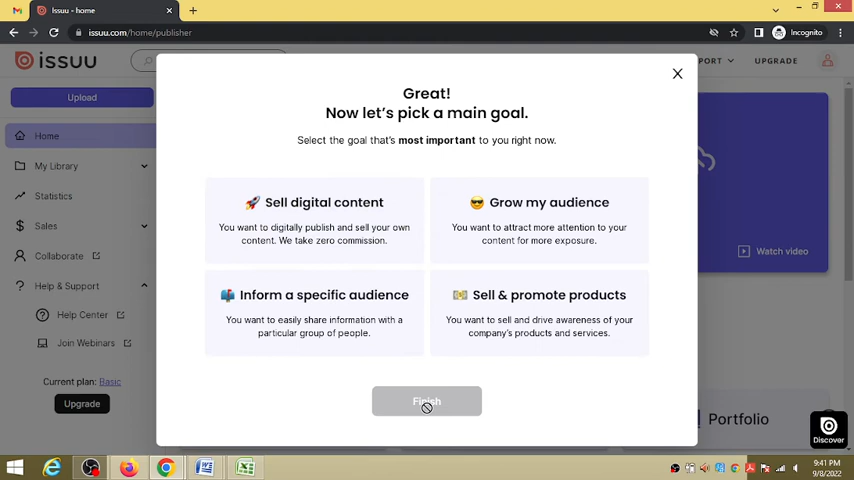 issuu - home
issuu.com/home/publisher
Incognito
issuu
PORT
UPGRADE
Upload
Home
My Library
Statistics
Sales
Collaborate
Help & Support
Help Center
Join Webinars
Current plan: Basic
Upgrade
Great!
Now let's pick a main goal.
Select the goal that's most important to you right now.
🚀 Sell digital content
You want to digitally publish and sell your own
content. We take zero commission.
😎 Grow my audience
You want to attract more attention to your
content for more exposure.
📫 Inform a specific audience
You want to easily share information with a
particular group of people.
💵 Sell & promote products
You want to sell and drive awareness of your
company's products and services.
Finish
Watch video
Portfolio
Discover
9:41 PM
9/8/2022